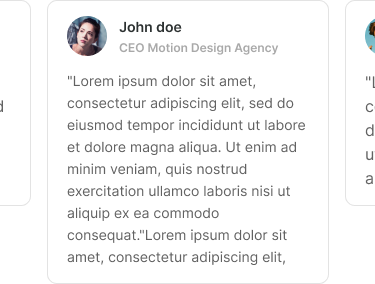 John doe
CEO Motion Design Agency
"Lorem ipsum dolor sit amet,
consectetur adipiscing elit, sed do
eiusmod tempor incididunt ut labore
et dolore magna aliqua. Ut enim ad
minim veniam, quis nostrud
exercitation ullamco laboris nisi ut
aliquip ex ea commodo
consequat."Lorem ipsum dolor sit
amet, consectetur adipiscing elit,